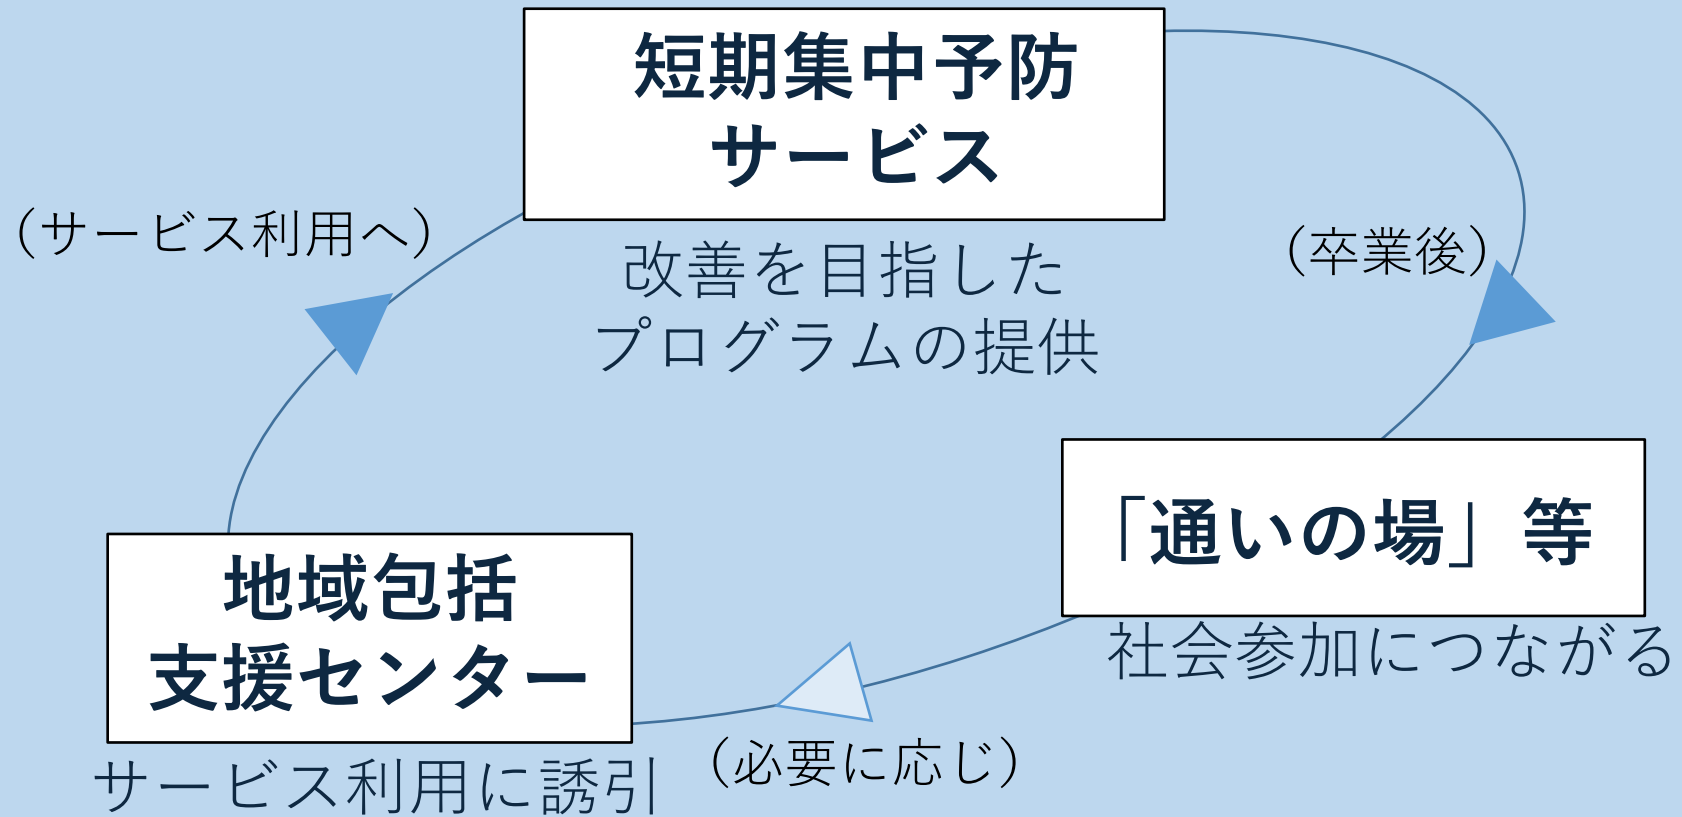 短期集中予防
サービス
改善を目指した
プログラムの提供
（サービス利用へ）
（卒業後）
「通いの場」等
社会参加につながる
地域包括
支援センター
サービス利用に誘引
（必要に応じ）